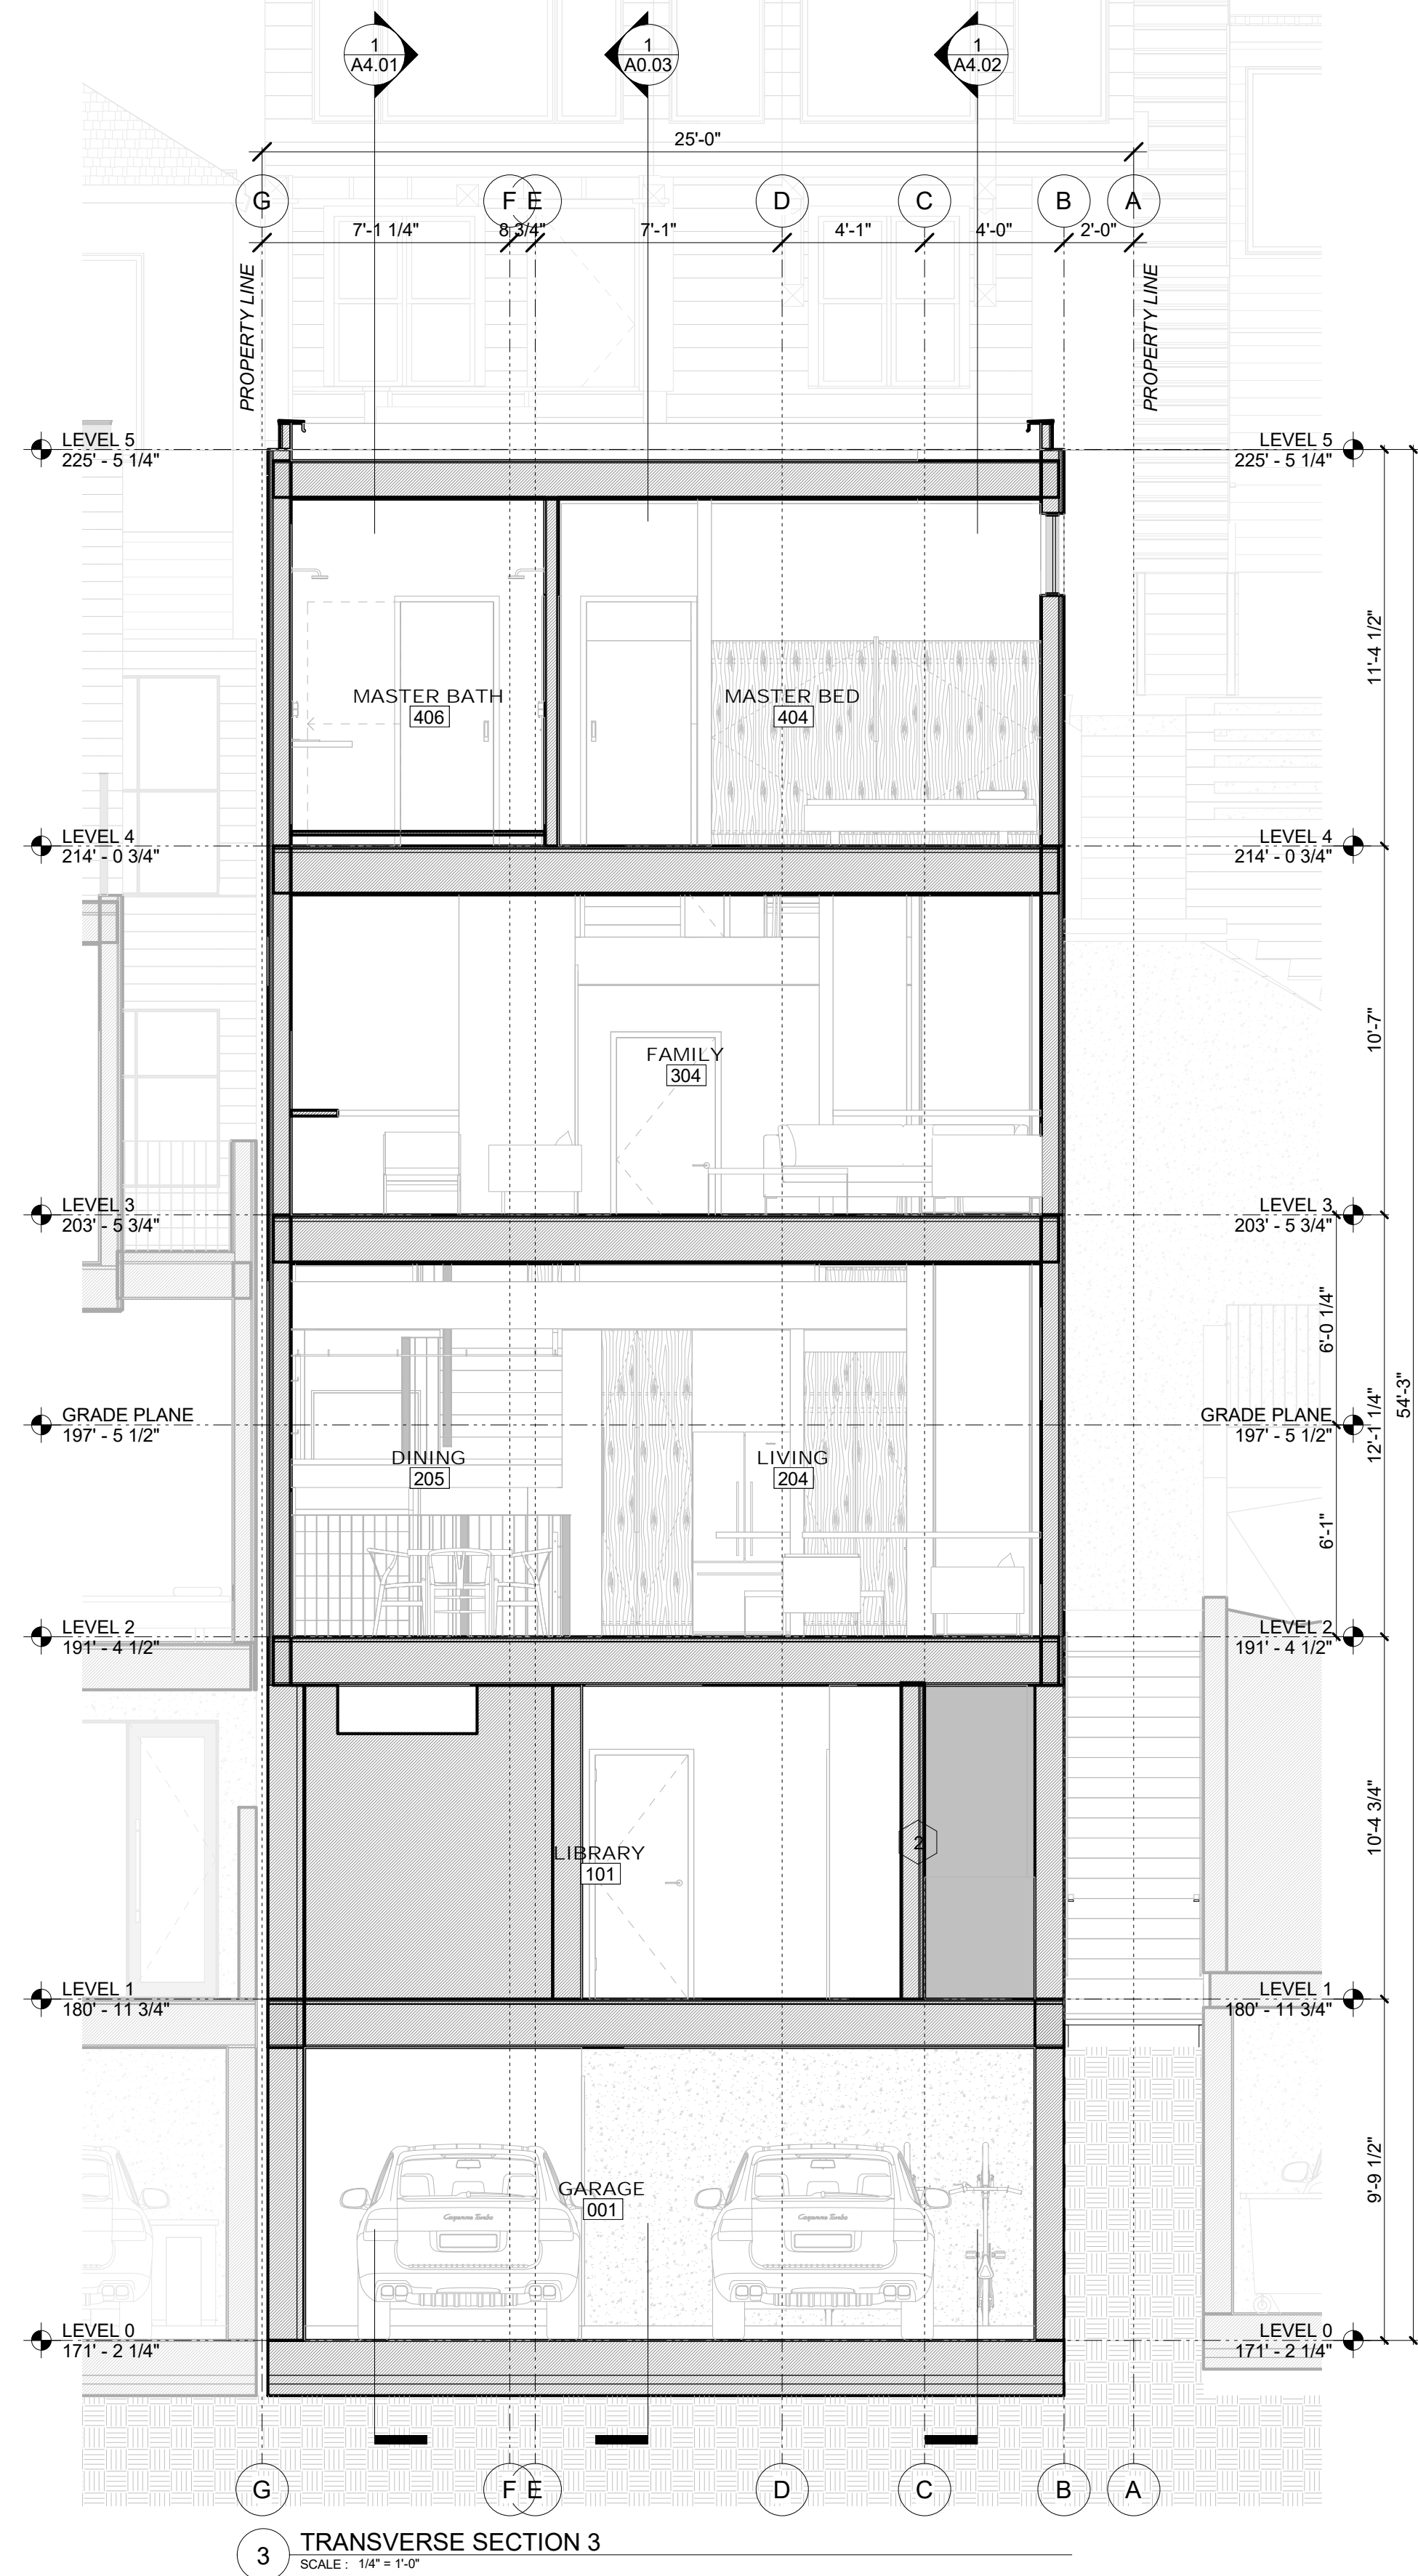 1
A4.01
1
A0.03
1
A4.02
25'-0"
G
F
E
D
C
B
A
7'-1 1/4"
8 3/4"
7'-1"
4'-1"
4'-0"
2'-0"
PROPERTY LINE
PROPERTY LINE
LEVEL 5
225' - 5 1/4"
LEVEL 5
225' - 5 1/4"
11'-4 1/2"
MASTER BATH
406
MASTER BED
404
LEVEL 4
214' - 0 3/4"
LEVEL 4
214' - 0 3/4"
10'-7"
FAMILY
304
LEVEL 3
203' - 5 3/4"
LEVEL 3
203' - 5 3/4"
6'-0 1/4"
54'-3"
12'-1 1/4"
GRADE PLANE
197' - 5 1/2"
GRADE PLANE
197' - 5 1/2"
DINING
205
LIVING
204
6'-1"
LEVEL 2
191' - 4 1/2"
LEVEL 2
191' - 4 1/2"
10'-4 3/4"
2
LIBRARY
101
LEVEL 1
180' - 11 3/4"
LEVEL 1
180' - 11 3/4"
9'-9 1/2"
GARAGE
001
Cayenne Turbo
Cayenne Turbo
LEVEL 0
171' - 2 1/4"
LEVEL 0
171' - 2 1/4"
G
F
E
D
C
B
A
3
TRANSVERSE SECTION 3
SCALE : 1/4" = 1'-0"